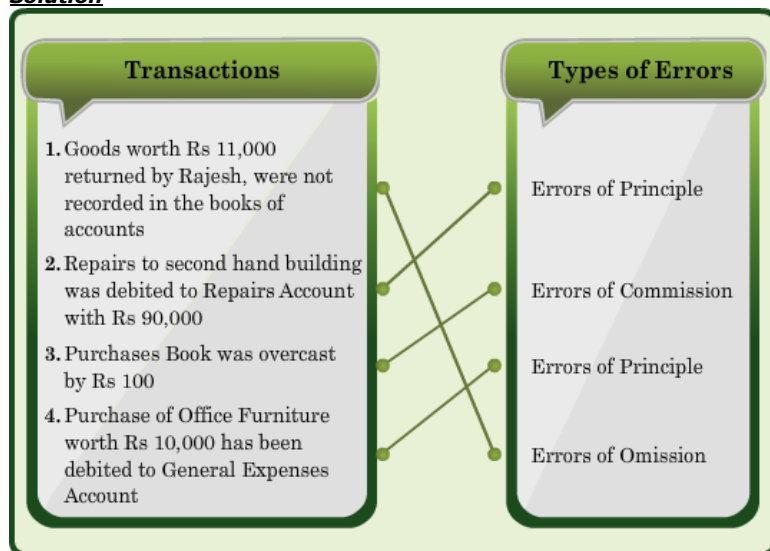 Solution
Transactions
1. Goods worth Rs 11,000
returned by Rajesh, were not
recorded in the books of
accounts
2. Repairs to second hand building
was debited to Repairs Account
with Rs 90,000
3. Purchases Book was overcast
by Rs 100
4. Purchase of Office Furniture
worth Rs 10,000 has been
debited to General Expenses
Account
Types of Errors
Errors of Principle
Errors of Commission
Errors of Principle
Errors of Omission